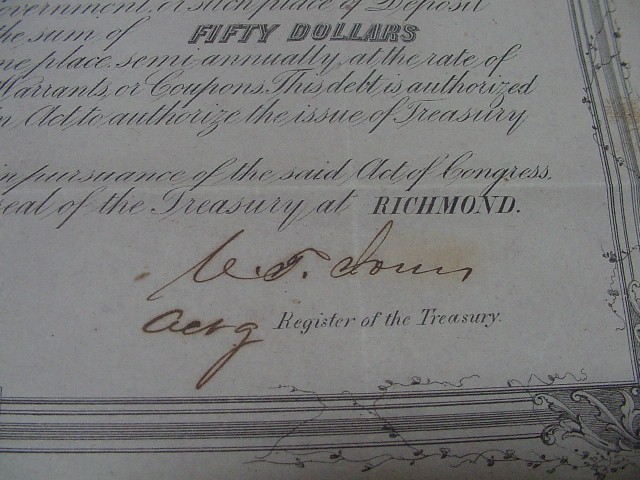 Government, or such place of Deposit
the sum of FIFTY DOLLARS
me place, semi annually, at the rate of
Warrants, or Coupons. This debt is authorized
n Act, to authorize the issue of Treasury
in pursuance of the said Act of Congress,
eal of the Treasury at RICHMOND.
Actg Register of the Treasury.